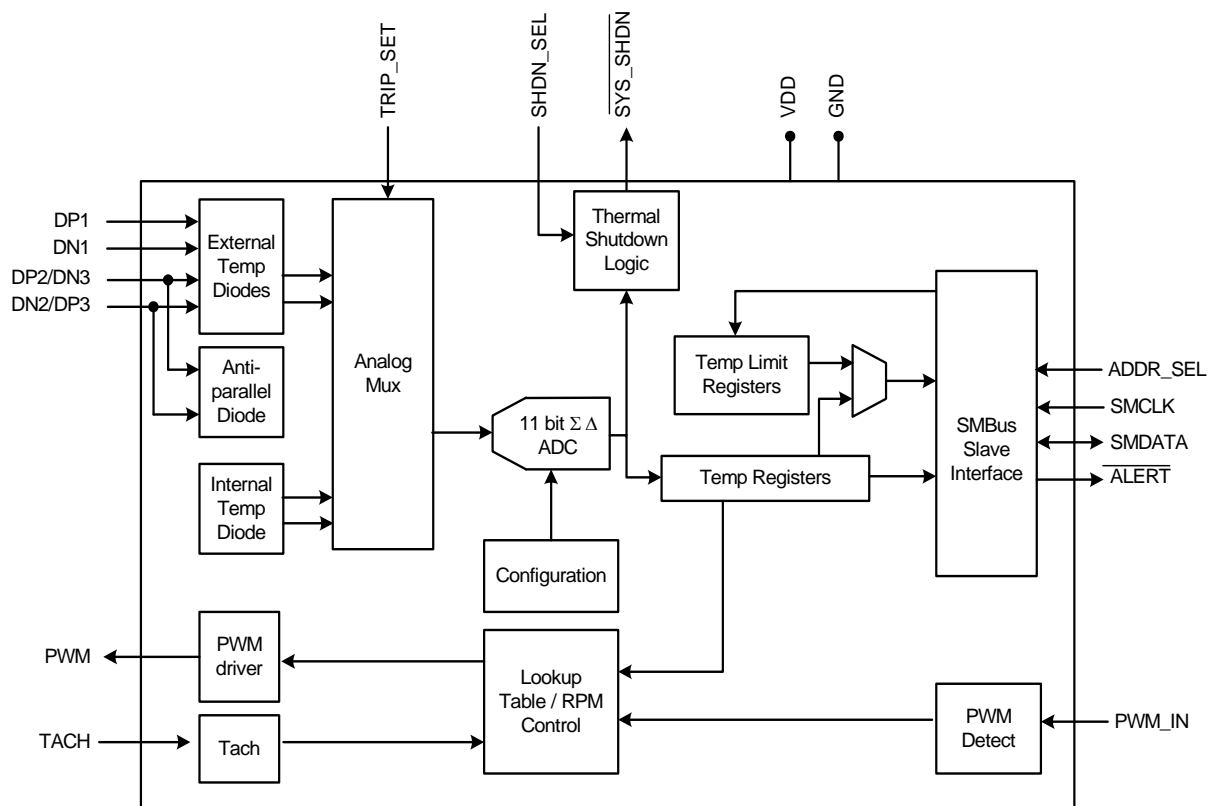 TRIP_SET
SHDN_SEL
SYS_SHDN
VDD
GND
DP1
DN1
DP2/DN3
DN2/DP3
External
Temp
Diodes
Anti-
parallel
Diode
Internal
Temp
Diode
Analog
Mux
Thermal
Shutdown
Logic
11 bit Σ Δ
ADC
Configuration
Temp Limit
Registers
Temp Registers
SMBus
Slave
Interface
ADDR_SEL
SMCLK
SMDATA
ALERT
PWM
PWM
driver
TACH
Tach
Lookup
Table / RPM
Control
PWM
Detect
PWM_IN